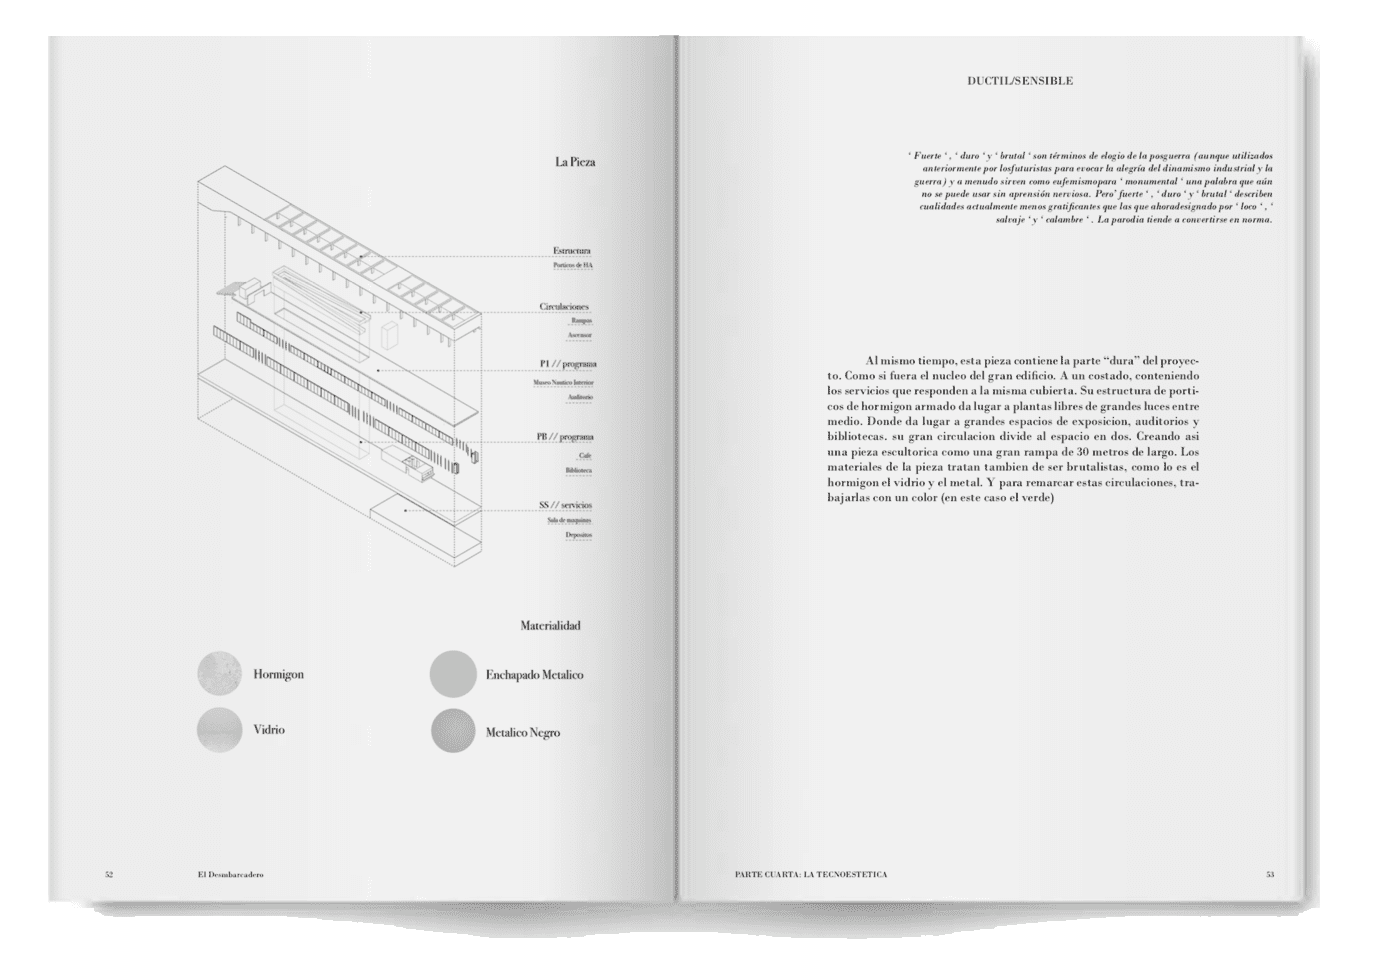 La Pieza
Estructura
Porticos de HA
Circulaciones
Rampas
Ascensor
P1 // programa
Museo Nautico Interior
Auditorio
PB // programa
Cafe
Biblioteca
SS // servicios
Sala de maquinas
Depositos
Materialidad
Hormigon
Enchapado Metalico
Vidrio
Metalico Negro
52
El Desmbarcadero
DUCTIL/SENSIBLE
‘ Fuerte ‘ , ‘ duro ‘ y ‘ brutal ‘ son términos de elogio de la posguerra (aunque utilizados
anteriormente por losfuturistas para evocar la alegría del dinamismo industrial y la
guerra) y a menudo sirven como eufemismopara ‘ monumental ‘ una palabra que aún
no se puede usar sin aprensión nerviosa. Pero’ fuerte ‘ , ‘ duro ‘ y ‘ brutal ‘ describen
cualidades actualmente menos gratificantes que las que ahoradesignado por ‘ loco ‘ , ‘
salvaje ‘ y ‘ calambre ‘ . La parodia tiende a convertirse en norma.
Al mismo tiempo, esta pieza contiene la parte “dura” del proyec-
to. Como si fuera el nucleo del gran edificio. A un costado, conteniendo
los servicios que responden a la misma cubierta. Su estructura de porti-
cos de hormigon armado da lugar a plantas libres de grandes luces entre
medio. Donde da lugar a grandes espacios de exposicion, auditorios y
bibliotecas. su gran circulacion divide al espacio en dos. Creando asi
una pieza escultorica como una gran rampa de 30 metros de largo. Los
materiales de la pieza tratan tambien de ser brutalistas, como lo es el
hormigon el vidrio y el metal. Y para remarcar estas circulaciones, tra-
bajarlas con un color (en este caso el verde)
PARTE CUARTA: LA TECNOESTETICA
53